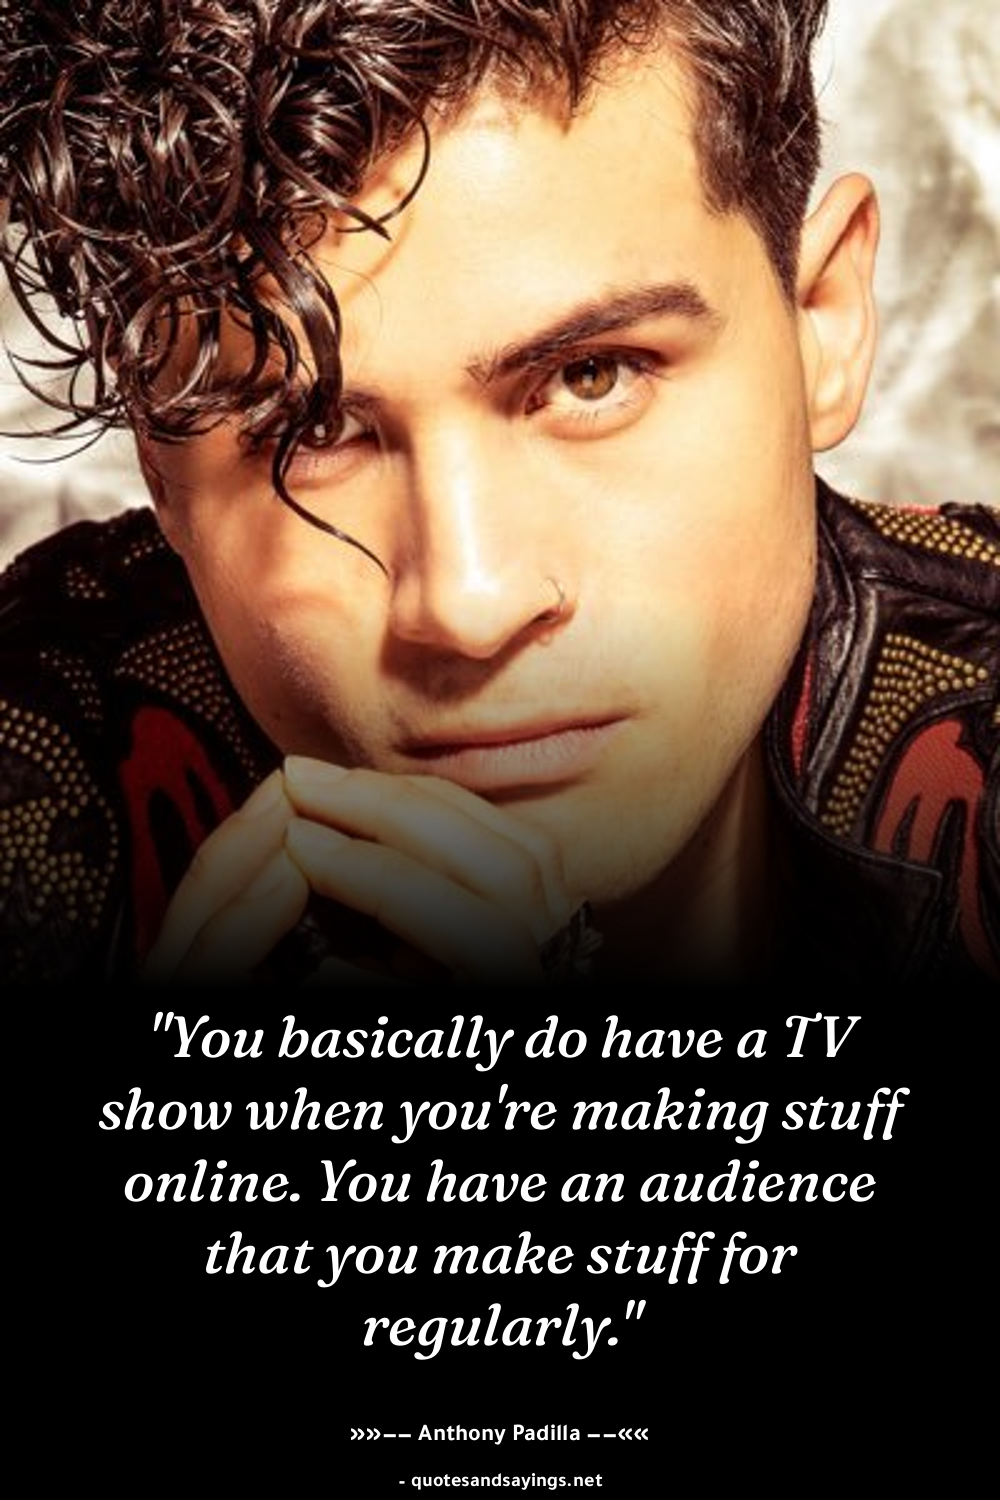 "You basically do have a TV
show when you're making stuff
online. You have an audience
that you make stuff for
regularly."
»»–– Anthony Padilla ––««
- quotesandsayings.net